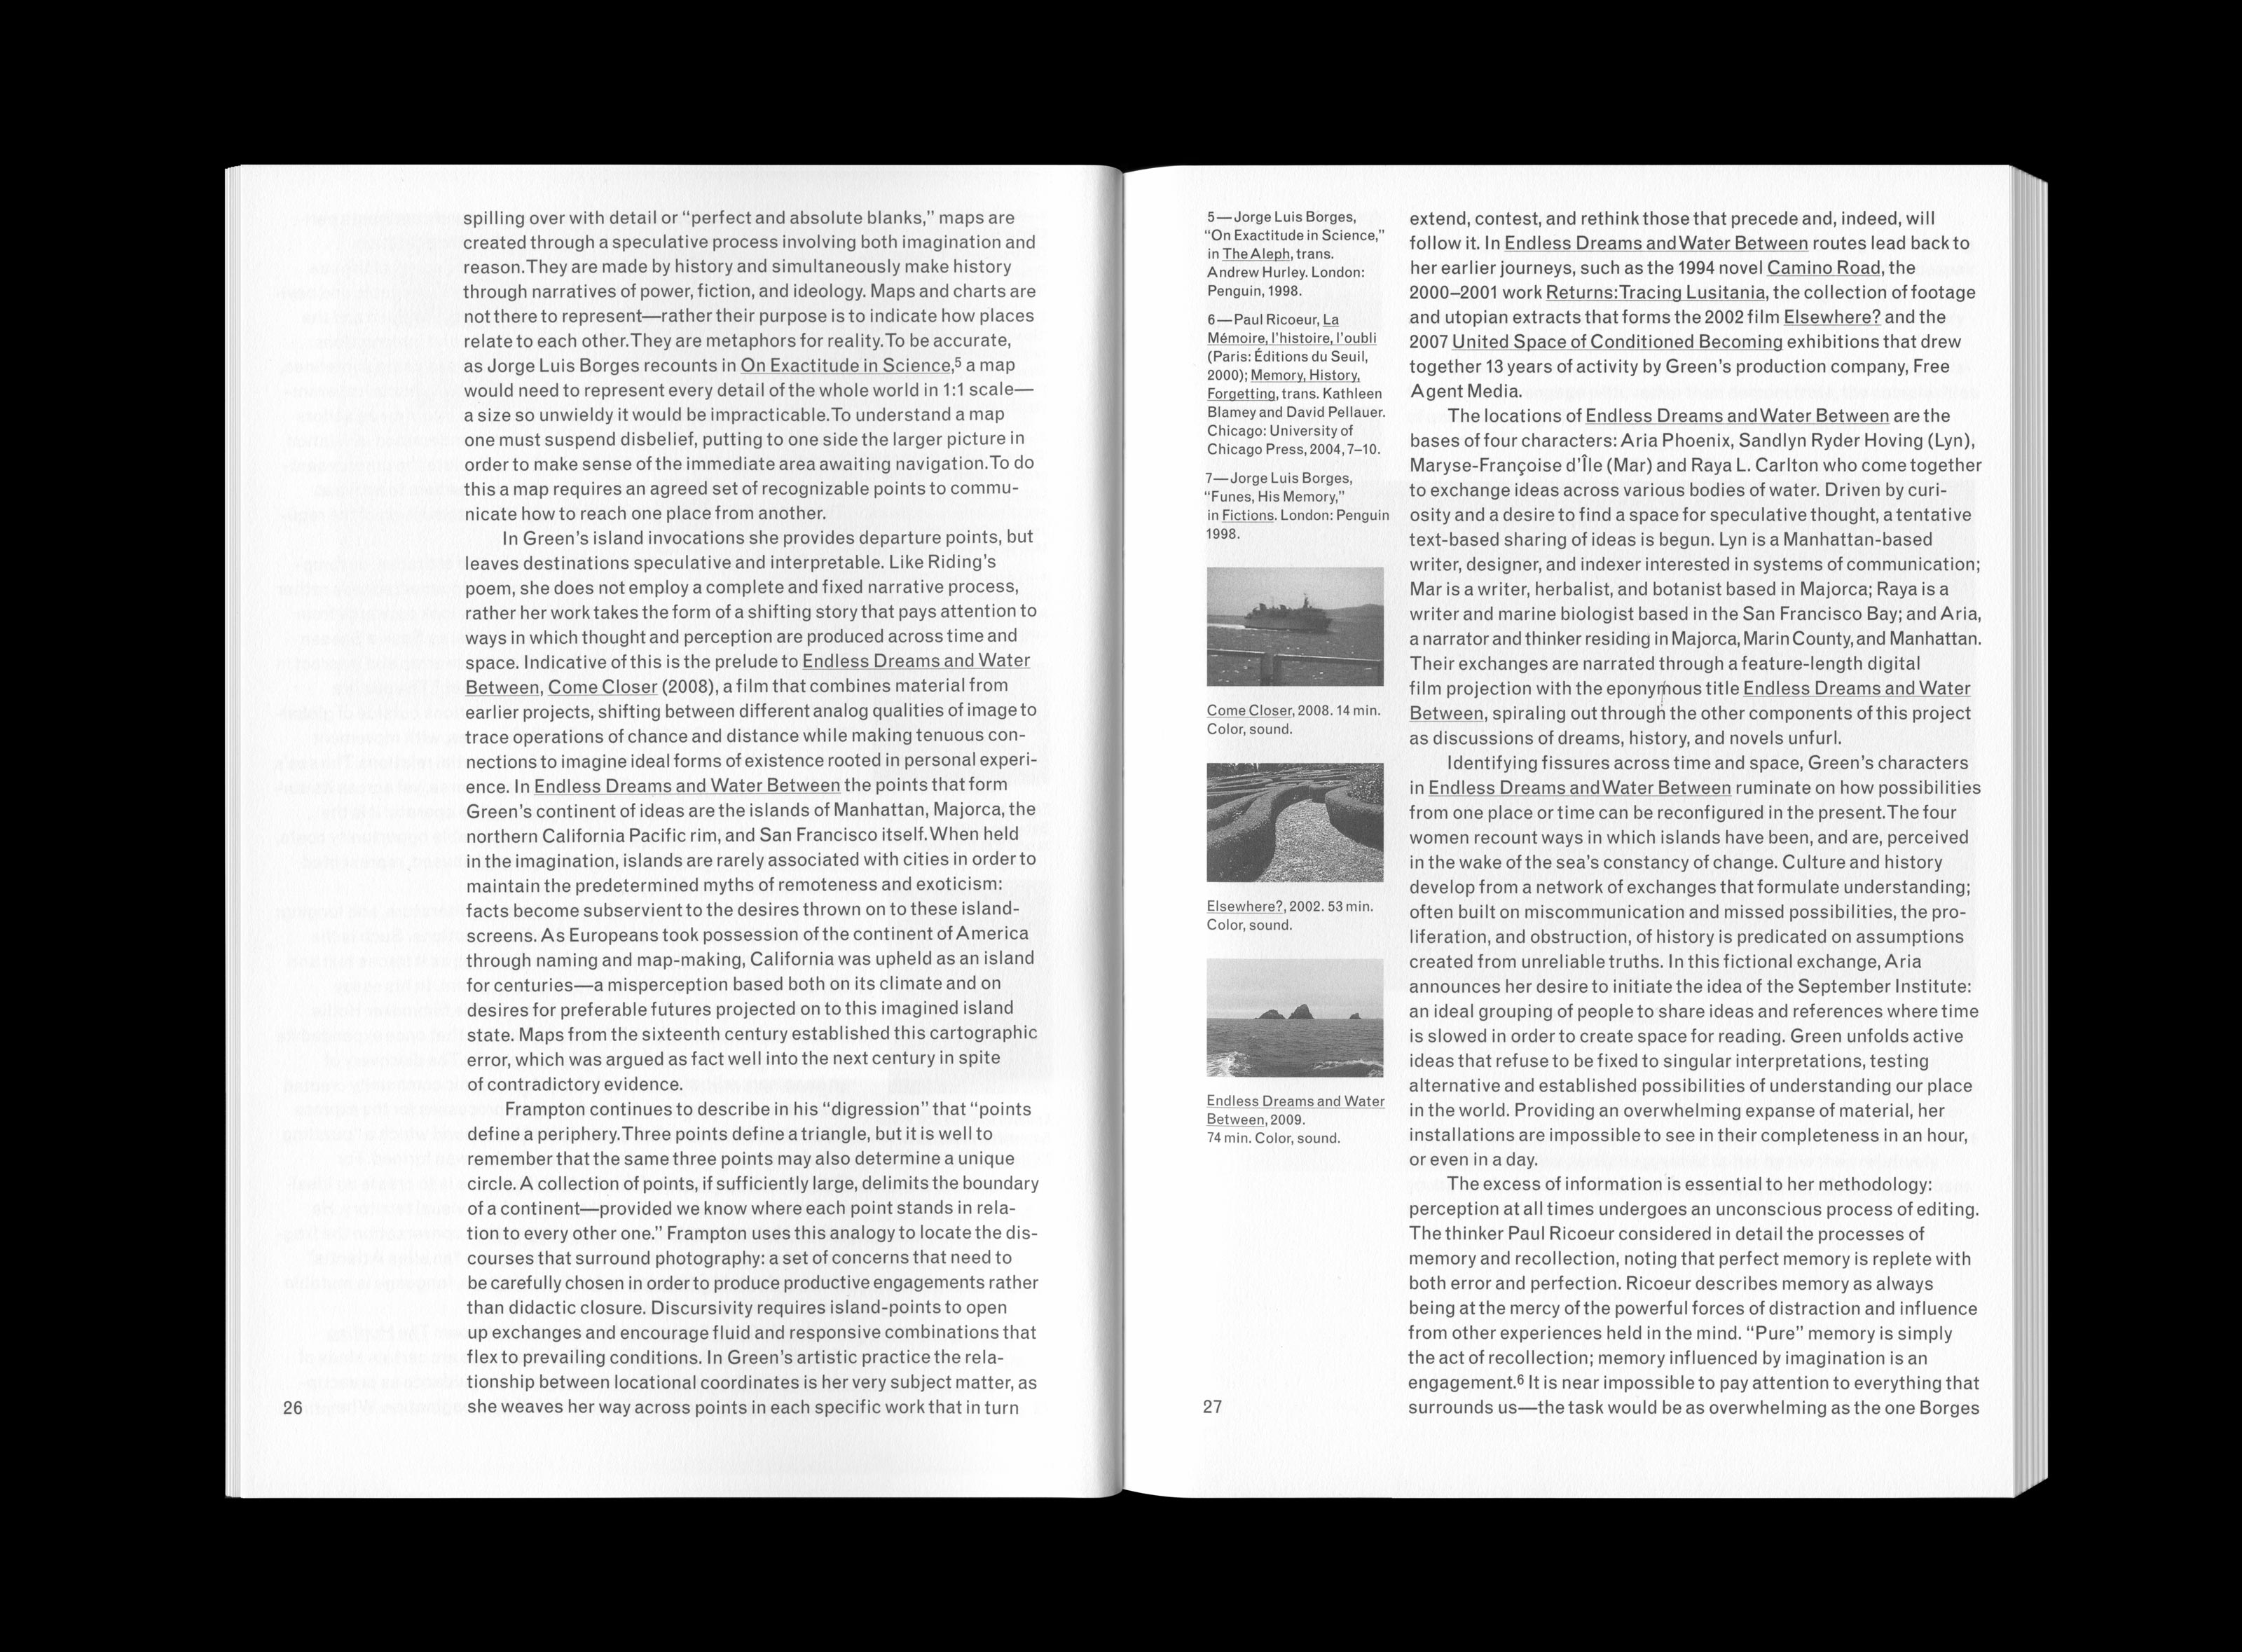 spilling over with detail or “perfect and absolute blanks,” maps are
created through a speculative process involving both imagination and
reason. They are made by history and simultaneously make history
through narratives of power, fiction, and ideology. Maps and charts are
not there to represent—rather their purpose is to indicate how places
relate to each other. They are metaphors for reality. To be accurate,
as Jorge Luis Borges recounts in On Exactitude in Science,⁵ a map
would need to represent every detail of the whole world in 1:1 scale—
a size so unwieldy it would be impracticable. To understand a map
one must suspend disbelief, putting to one side the larger picture in
order to make sense of the immediate area awaiting navigation. To do
this a map requires an agreed set of recognizable points to commu-
nicate how to reach one place from another.
In Green’s island invocations she provides departure points, but
leaves destinations speculative and interpretable. Like Riding’s
poem, she does not employ a complete and fixed narrative process,
rather her work takes the form of a shifting story that pays attention to
ways in which thought and perception are produced across time and
space. Indicative of this is the prelude to Endless Dreams and Water
Between, Come Closer (2008), a film that combines material from
earlier projects, shifting between different analog qualities of image to
trace operations of chance and distance while making tenuous con-
nections to imagine ideal forms of existence rooted in personal experi-
ence. In Endless Dreams and Water Between the points that form
Green’s continent of ideas are the islands of Manhattan, Majorca, the
northern California Pacific rim, and San Francisco itself. When held
in the imagination, islands are rarely associated with cities in order to
maintain the predetermined myths of remoteness and exoticism:
facts become subservient to the desires thrown on to these island-
screens. As Europeans took possession of the continent of America
through naming and map-making, California was upheld as an island
for centuries—a misperception based both on its climate and on
desires for preferable futures projected on to this imagined island
state. Maps from the sixteenth century established this cartographic
error, which was argued as fact well into the next century in spite
of contradictory evidence.
Frampton continues to describe in his “digression” that “points
define a periphery. Three points define a triangle, but it is well to
remember that the same three points may also determine a unique
circle. A collection of points, if sufficiently large, delimits the boundary
of a continent—provided we know where each point stands in rela-
tion to every other one.” Frampton uses this analogy to locate the dis-
courses that surround photography: a set of concerns that need to
be carefully chosen in order to produce productive engagements rather
than didactic closure. Discursivity requires island-points to open
up exchanges and encourage fluid and responsive combinations that
flex to prevailing conditions. In Green’s artistic practice the rela-
tionship between locational coordinates is her very subject matter, as
she weaves her way across points in each specific work that in turn
26
5—Jorge Luis Borges,
“On Exactitude in Science,”
in The Aleph, trans.
Andrew Hurley. London:
Penguin, 1998.
6—Paul Ricoeur, La
Mémoire, l’histoire, l’oubli
(Paris: Éditions du Seuil,
2000); Memory, History,
Forgetting, trans. Kathleen
Blamey and David Pellauer.
Chicago: University of
Chicago Press, 2004, 7–10.
7—Jorge Luis Borges,
“Funes, His Memory,”
in Fictions. London: Penguin
1998.
Come Closer, 2008. 14 min.
Color, sound.
Elsewhere?, 2002. 53 min.
Color, sound.
Endless Dreams and Water
Between, 2009.
74 min. Color, sound.
27
extend, contest, and rethink those that precede and, indeed, will
follow it. In Endless Dreams and Water Between routes lead back to
her earlier journeys, such as the 1994 novel Camino Road, the
2000–2001 work Returns: Tracing Lusitania, the collection of footage
and utopian extracts that forms the 2002 film Elsewhere? and the
2007 United Space of Conditioned Becoming exhibitions that drew
together 13 years of activity by Green’s production company, Free
Agent Media.
The locations of Endless Dreams and Water Between are the
bases of four characters: Aria Phoenix, Sandlyn Ryder Hoving (Lyn),
Maryse-Françoise d’Île (Mar) and Raya L. Carlton who come together
to exchange ideas across various bodies of water. Driven by curi-
osity and a desire to find a space for speculative thought, a tentative
text-based sharing of ideas is begun. Lyn is a Manhattan-based
writer, designer, and indexer interested in systems of communication;
Mar is a writer, herbalist, and botanist based in Majorca; Raya is a
writer and marine biologist based in the San Francisco Bay; and Aria,
a narrator and thinker residing in Majorca, Marin County, and Manhattan.
Their exchanges are narrated through a feature-length digital
film projection with the eponymous title Endless Dreams and Water
Between, spiraling out through the other components of this project
as discussions of dreams, history, and novels unfurl.
Identifying fissures across time and space, Green’s characters
in Endless Dreams and Water Between ruminate on how possibilities
from one place or time can be reconfigured in the present. The four
women recount ways in which islands have been, and are, perceived
in the wake of the sea’s constancy of change. Culture and history
develop from a network of exchanges that formulate understanding;
often built on miscommunication and missed possibilities, the pro-
liferation, and obstruction, of history is predicated on assumptions
created from unreliable truths. In this fictional exchange, Aria
announces her desire to initiate the idea of the September Institute:
an ideal grouping of people to share ideas and references where time
is slowed in order to create space for reading. Green unfolds active
ideas that refuse to be fixed to singular interpretations, testing
alternative and established possibilities of understanding our place
in the world. Providing an overwhelming expanse of material, her
installations are impossible to see in their completeness in an hour,
or even in a day.
The excess of information is essential to her methodology:
perception at all times undergoes an unconscious process of editing.
The thinker Paul Ricoeur considered in detail the processes of
memory and recollection, noting that perfect memory is replete with
both error and perfection. Ricoeur describes memory as always
being at the mercy of the powerful forces of distraction and influence
from other experiences held in the mind. “Pure” memory is simply
the act of recollection; memory influenced by imagination is an
engagement.⁶ It is near impossible to pay attention to everything that
surrounds us—the task would be as overwhelming as the one Borges